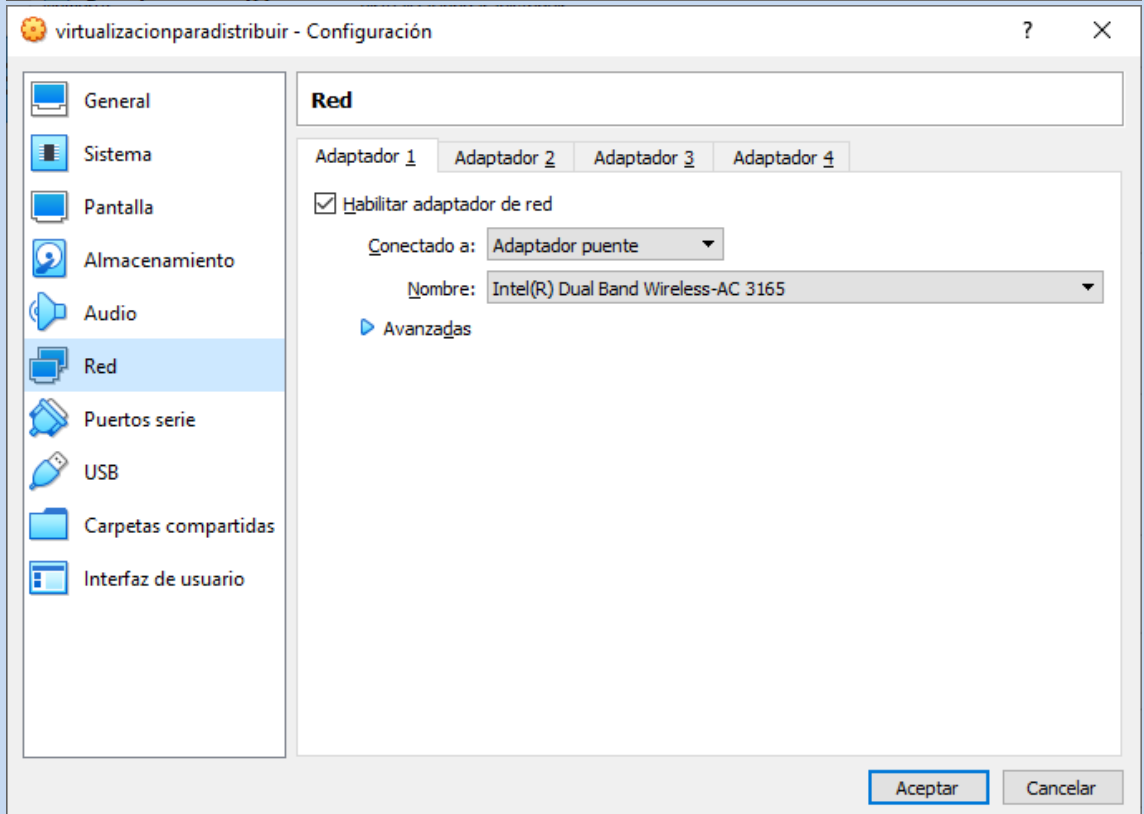 virtualizacionparadistribuir - Configuración ?
General
Sistema
Pantalla
Almacenamiento
Audio
Red
Puertos serie
USB
Carpetas compartidas
Interfaz de usuario
Red
Adaptador 1 Adaptador 2 Adaptador 3 Adaptador 4
Habilitar adaptador de red
Conectado a: Adaptador puente
Nombre: Intel(R) Dual Band Wireless-AC 3165
Avanzadas
Aceptar Cancelar